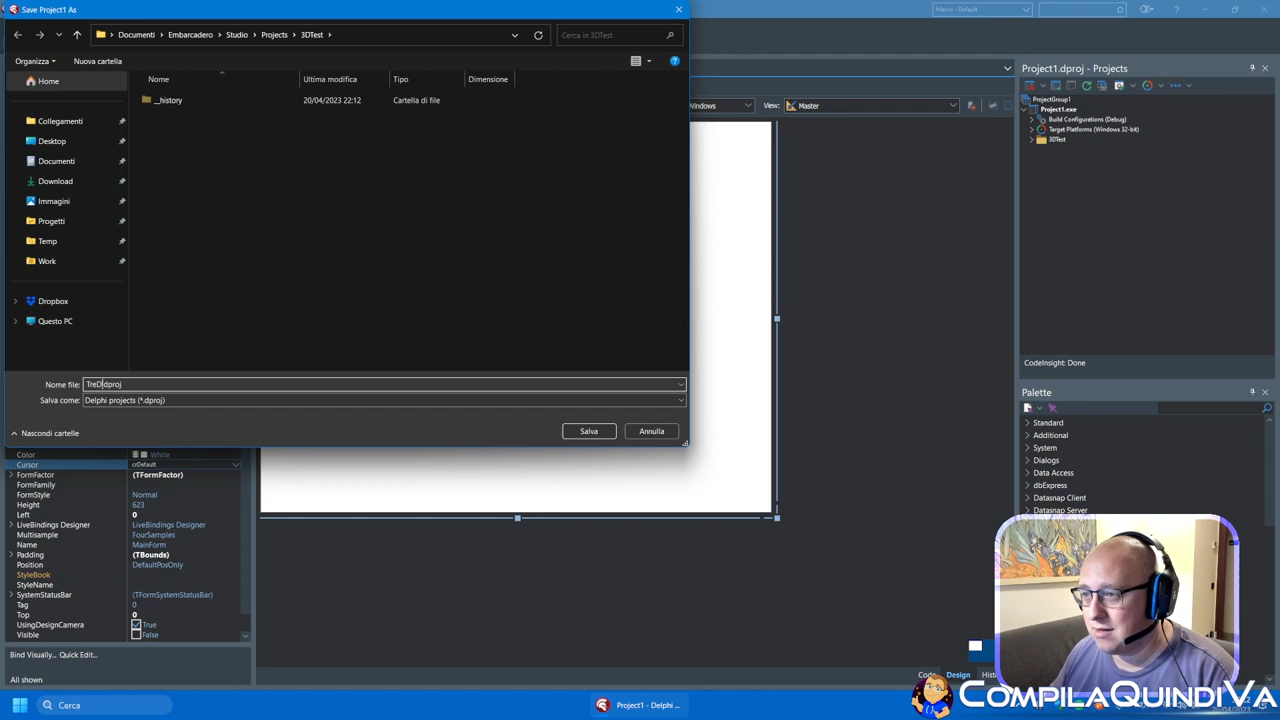 Save Project1 As
Marco - Default
Documenti
Embarcadero
Studio
Projects
3DTest
Cerca in 3DTest
Organizza
Nuova cartella
Home
Collegamenti
Desktop
Documenti
Download
Immagini
Progetti
Temp
Work
Dropbox
Questo PC
Nome
Ultima modifica
Tipo
Dimensione
__history
20/04/2023 22:12
Cartella di file
Nome file:
TreD.dproj
Salva come:
Delphi projects (*.dproj)
Nascondi cartelle
Salva
Annulla
Windows
View:
Master
Project1.dproj - Projects
ProjectGroup1
Project1.exe
Build Configurations (Debug)
Target Platforms (Windows 32-bit)
3DTest
CodeInsight: Done
Palette
Standard
Additional
System
Dialogs
Data Access
dbExpress
Datasnap Client
Datasnap Server
Color
White
Cursor
crDefault
FormFactor
(TFormFactor)
FormFamily
FormStyle
Normal
Height
623
Left
0
LiveBindings Designer
LiveBindings Designer
Multisample
FourSamples
Name
MainForm
Padding
(TBounds)
Position
DefaultPosOnly
StyleBook
StyleName
SystemStatusBar
(TFormSystemStatusBar)
Tag
0
Top
0
UsingDesignCamera
True
Visible
False
Bind Visually... Quick Edit...
All shown
Design
Cerca
Project1 - Delphi ...
CompilaQuindiVa